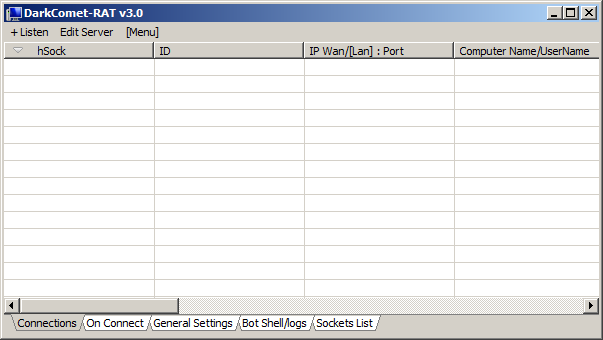 DarkComet-RAT v3.0
+ Listen Edit Server [Menu]
hSock ID IP Wan/[Lan] : Port Computer Name/UserName
Connections On Connect General Settings Bot Shell/logs Sockets List